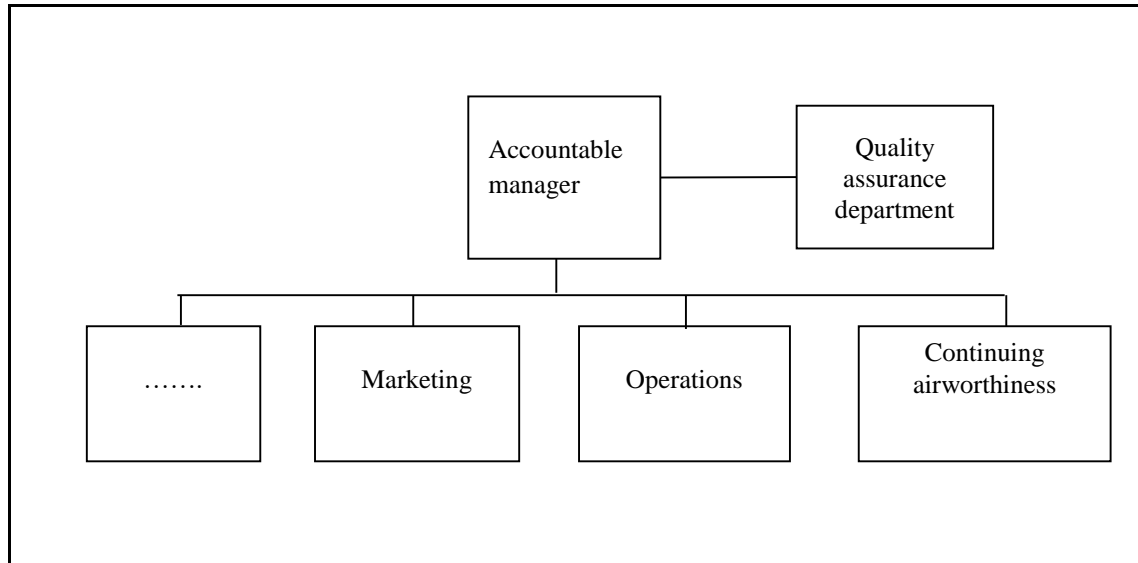 Accountable
manager
Quality
assurance
department
…….
Marketing
Operations
Continuing
airworthiness